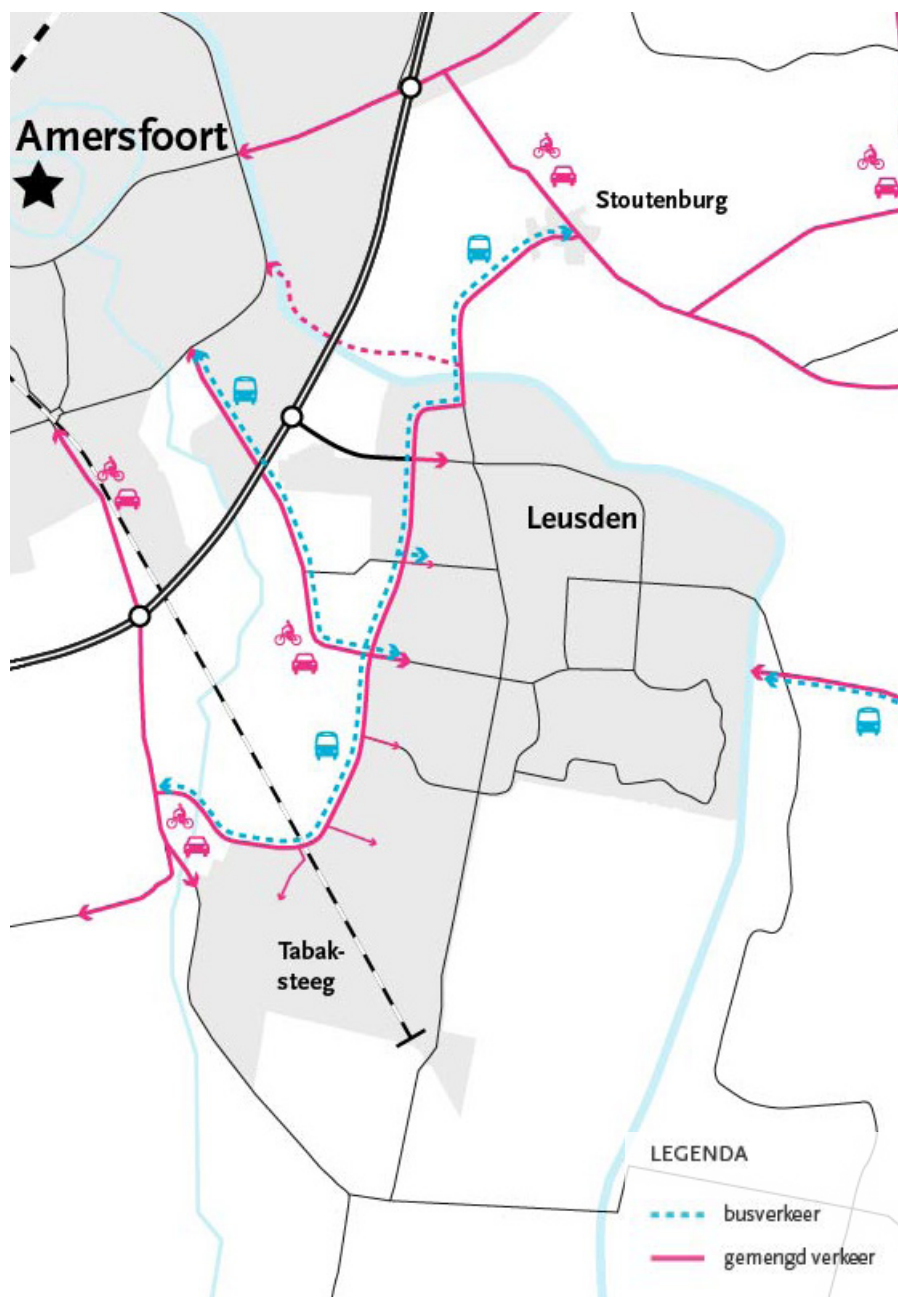 Amersfoort
Stoutenburg
Leusden
Tabak-
steeg
LEGENDA
busverkeer
gemengd verkeer